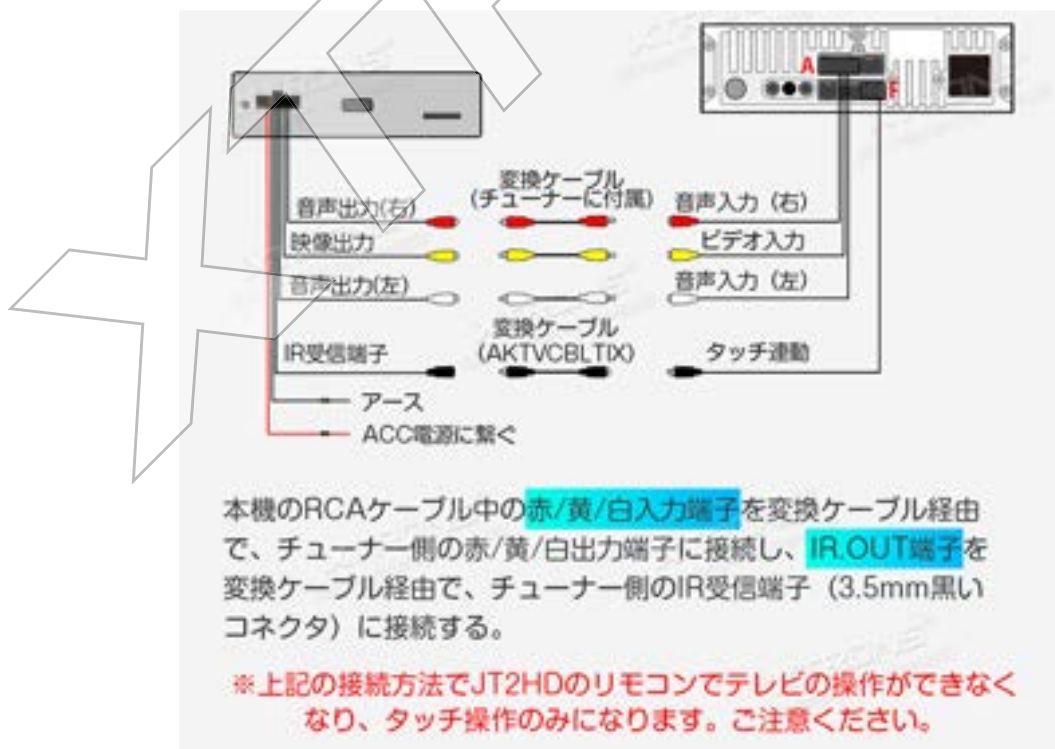 A
F
変換ケーブル
(チューナーに付属)
音声出力(右)
音声入力（右）
映像出力
ビデオ入力
音声出力(左)
音声入力（左）
変換ケーブル
(AKTVCBLTIX)
IR受信端子
タッチ連動
アース
ACC電源に繋ぐ
本機のRCAケーブル中の赤/黄/白入力端子を変換ケーブル経由
で、チューナー側の赤/黄/白出力端子に接続し、IR.OUT端子を
変換ケーブル経由で、チューナー側のIR受信端子（3.5mm黒い
コネクタ）に接続する。
※上記の接続方法でJT2HDのリモコンでテレビの操作ができなく
なり、タッチ操作のみになります。ご注意ください。